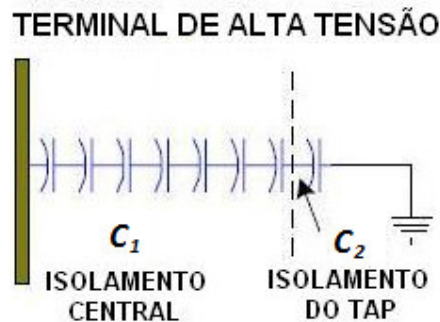 TERMINAL DE ALTA TENSÃO
C₁
C₂
ISOLAMENTO
CENTRAL
ISOLAMENTO
DO TAP